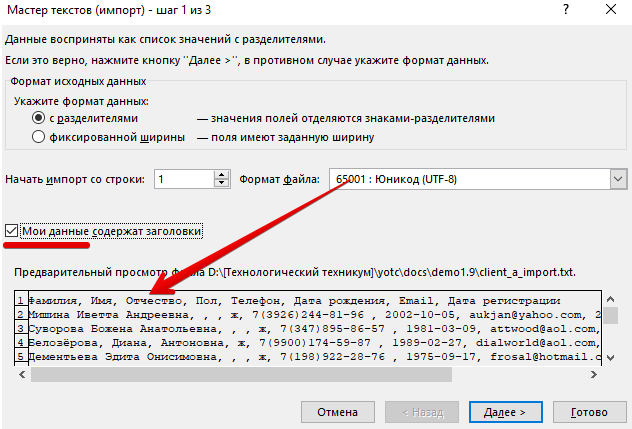 Мастер текстов (импорт) - шаг 1 из 3 ? ×
Данные восприняты как список значений с разделителями.
Если это верно, нажмите кнопку "Далее >", в противном случае укажите формат данных.
Формат исходных данных
Укажите формат данных:
с разделителями — значения полей отделяются знаками-разделителями
фиксированной ширины — поля имеют заданную ширину
Начать импорт со строки: 1 Формат файла: 65001 : Юникод (UTF-8)
Мои данные содержат заголовки
Предварительный просмотр файла D:\[Технологический техникум]\yotc\docs\demo1.9\client_a_import.txt.
1 Фамилия, Имя, Отчество, Пол, Телефон, Дата рождения, Email, Дата регистрации
2 Мишина Иветта Андреевна, , , ж, 7(3926)244-81-96 , 2002-10-05, aukjan@yahoo.com, 2
3 Суворова Божена Анатольевна, , , ж, 7(347)895-86-57 , 1981-03-09, attwood@aol.com,
4 Белозёрова, Диана, Антоновна, ж, 7(9900)174-59-87 , 1989-02-27, dialworld@aol.com,
5 Дементьева Эдита Онисимовна, , , ж, 7(198)922-28-76 , 1975-09-17, frosal@hotmail.c
Отмена < Назад Далее > Готово